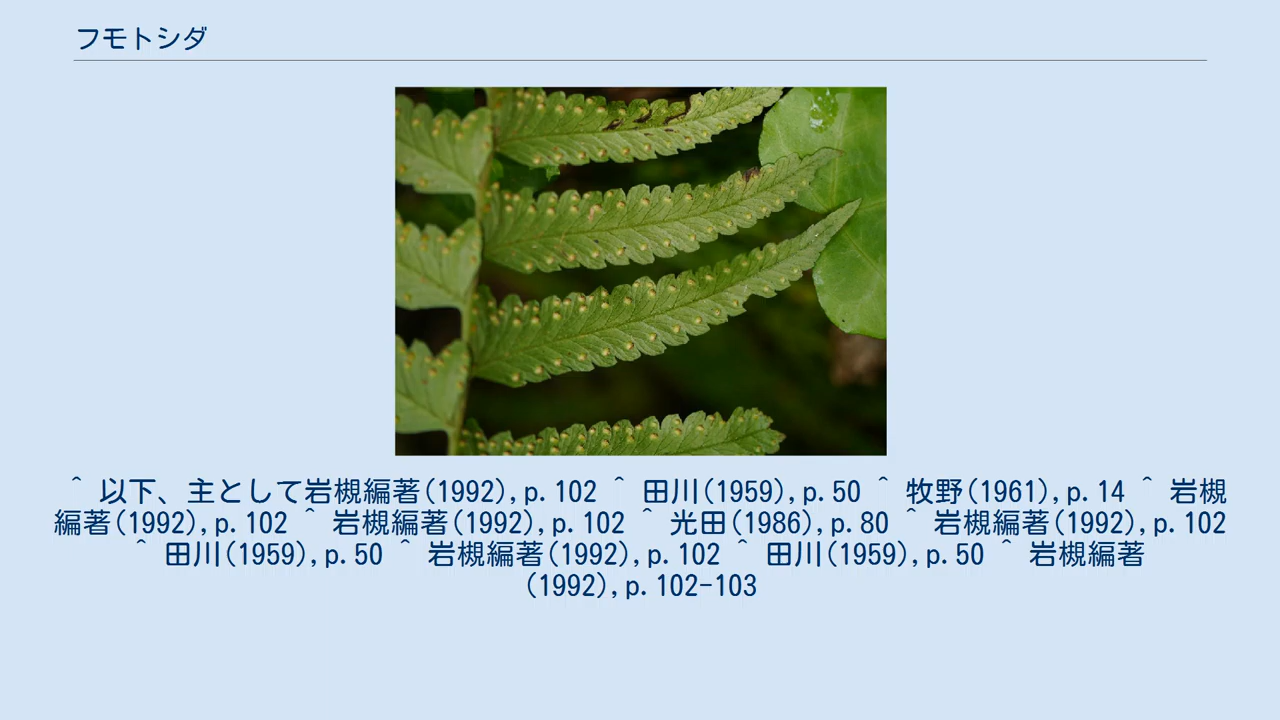 フモトシダ
^ 以下、主として岩槻編著(1992),p.102 ^ 田川(1959),p.50 ^ 牧野(1961),p.14 ^ 岩槻
編著(1992),p.102 ^ 岩槻編著(1992),p.102 ^ 光田(1986),p.80 ^ 岩槻編著(1992),p.102
^ 田川(1959),p.50 ^ 岩槻編著(1992),p.102 ^ 田川(1959),p.50 ^ 岩槻編著
(1992),p.102-103